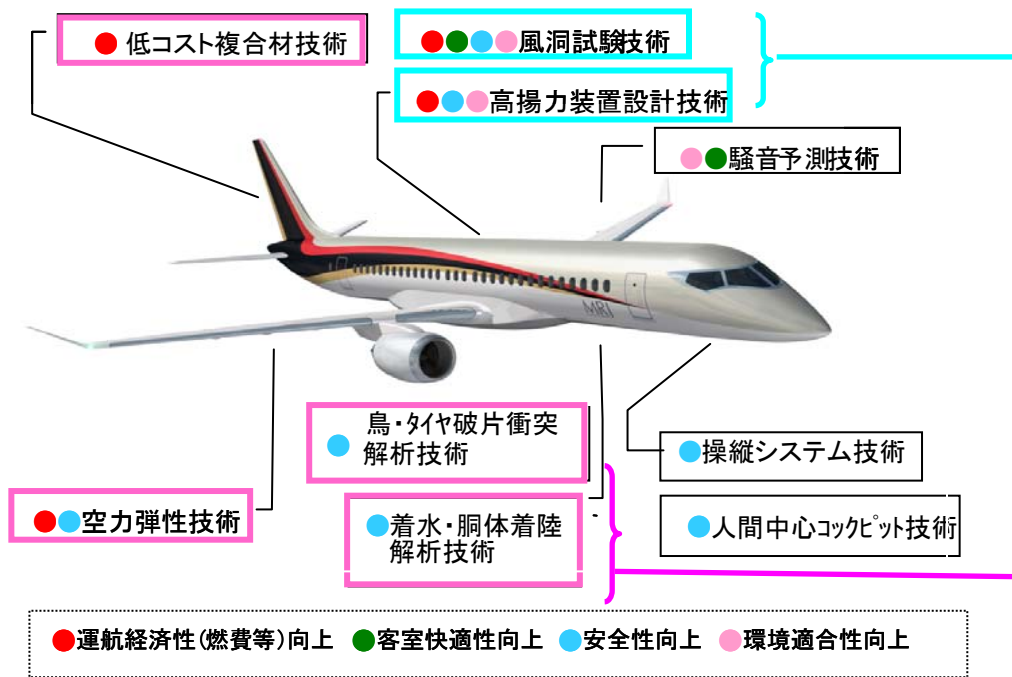 低コスト複合材技術
風洞試験技術
高揚力装置設計技術
騒音予測技術
MRJ
鳥・タイヤ破片衝突
解析技術
操縦システム技術
空力弾性技術
着水・胴体着陸
解析技術
人間中心コックピット技術
運航経済性(燃費等)向上 客室快適性向上 安全性向上 環境適合性向上